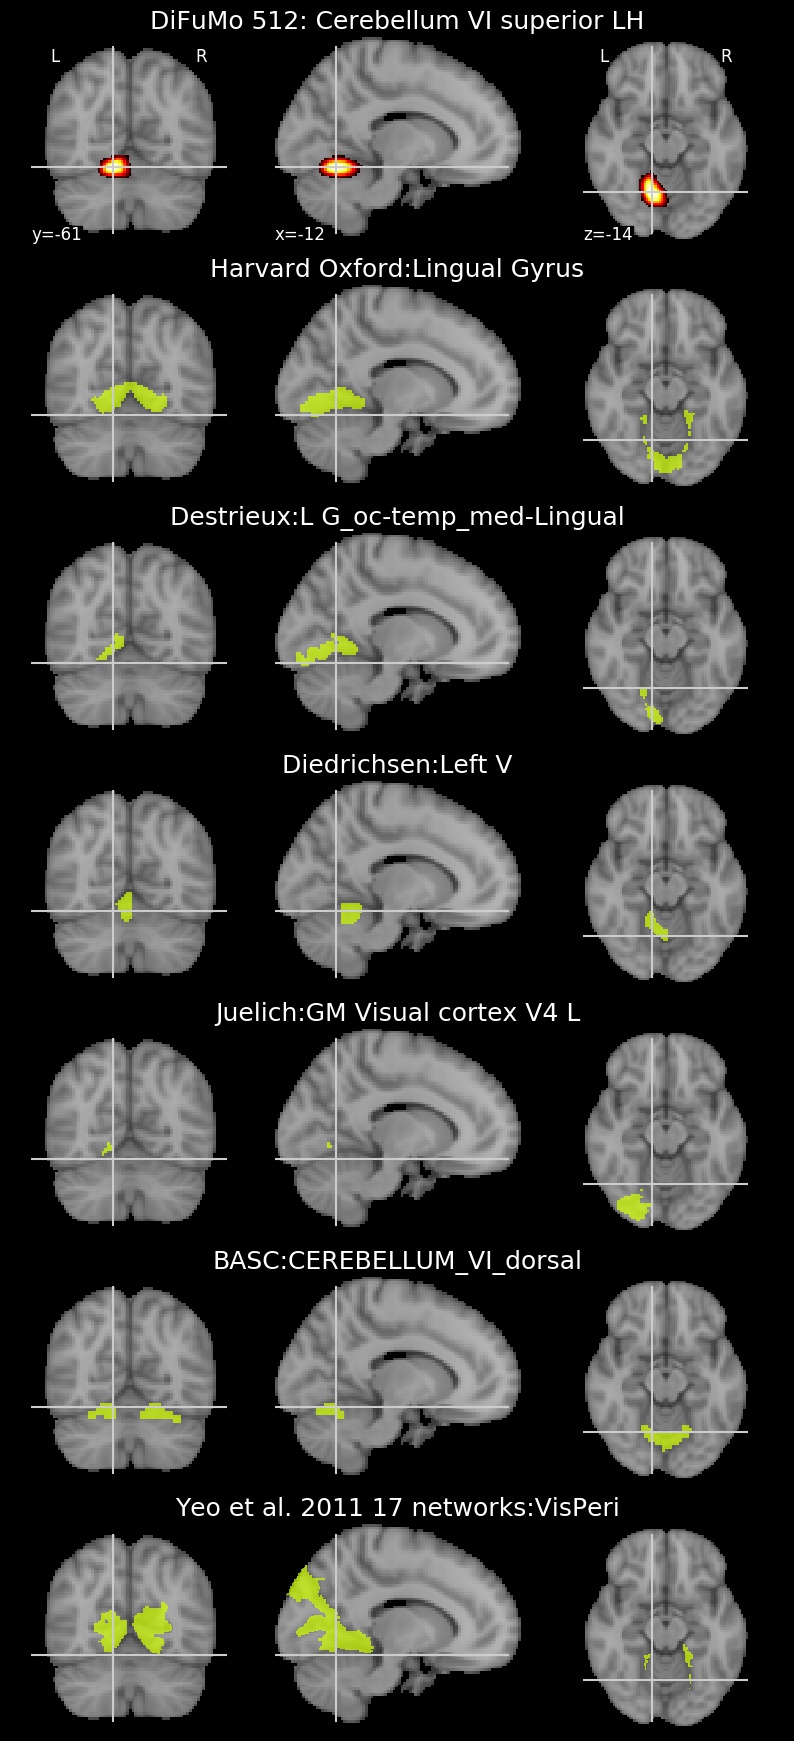 DiFuMo 512: Cerebellum VI superior LH
L R L R
y=-61 x=-12 z=-14
Harvard Oxford:Lingual Gyrus
Destrieux:L G_oc-temp_med-Lingual
Diedrichsen:Left V
Juelich:GM Visual cortex V4 L
BASC:CEREBELLUM_VI_dorsal
Yeo et al. 2011 17 networks:VisPeri